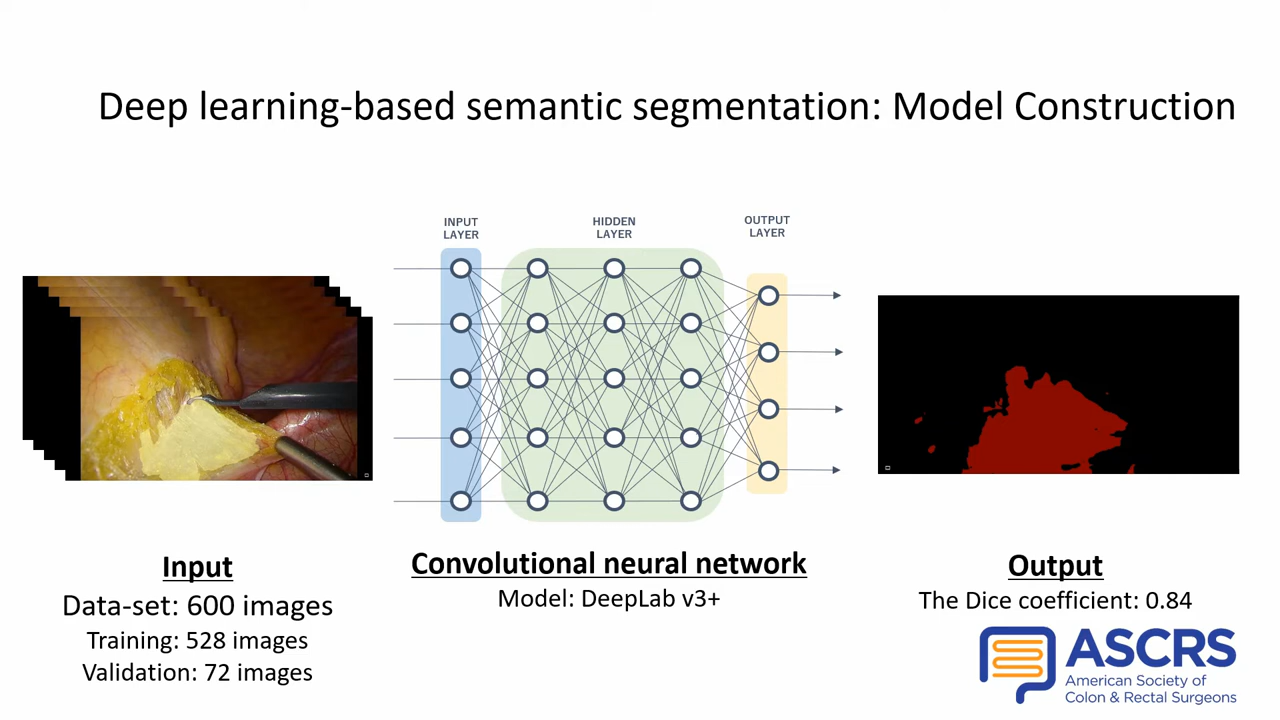 Deep learning-based semantic segmentation: Model Construction
INPUT
LAYER
HIDDEN
LAYER
OUTPUT
LAYER
Input
Data-set: 600 images
Training: 528 images
Validation: 72 images
Convolutional neural network
Model: DeepLab v3+
Output
The Dice coefficient: 0.84
ASCRS
American Society of
Colon & Rectal Surgeons